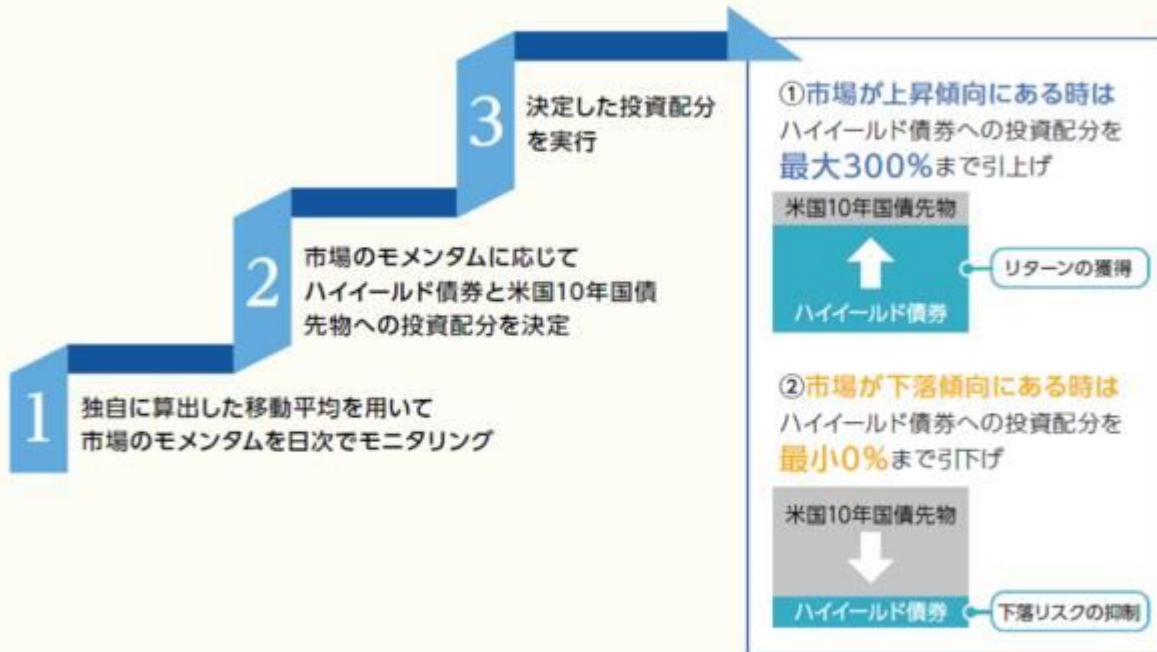 1
独自に算出した移動平均を用いて
市場のモメンタムを日次でモニタリング
2
市場のモメンタムに応じて
ハイイールド債券と米国10年国債
先物への投資配分を決定
3
決定した投資配分
を実行
①市場が上昇傾向にある時は
ハイイールド債券への投資配分を
最大300%まで引上げ
米国10年国債先物
リターンの獲得
ハイイールド債券
②市場が下落傾向にある時は
ハイイールド債券への投資配分を
最小0%まで引下げ
米国10年国債先物
ハイイールド債券
下落リスクの抑制